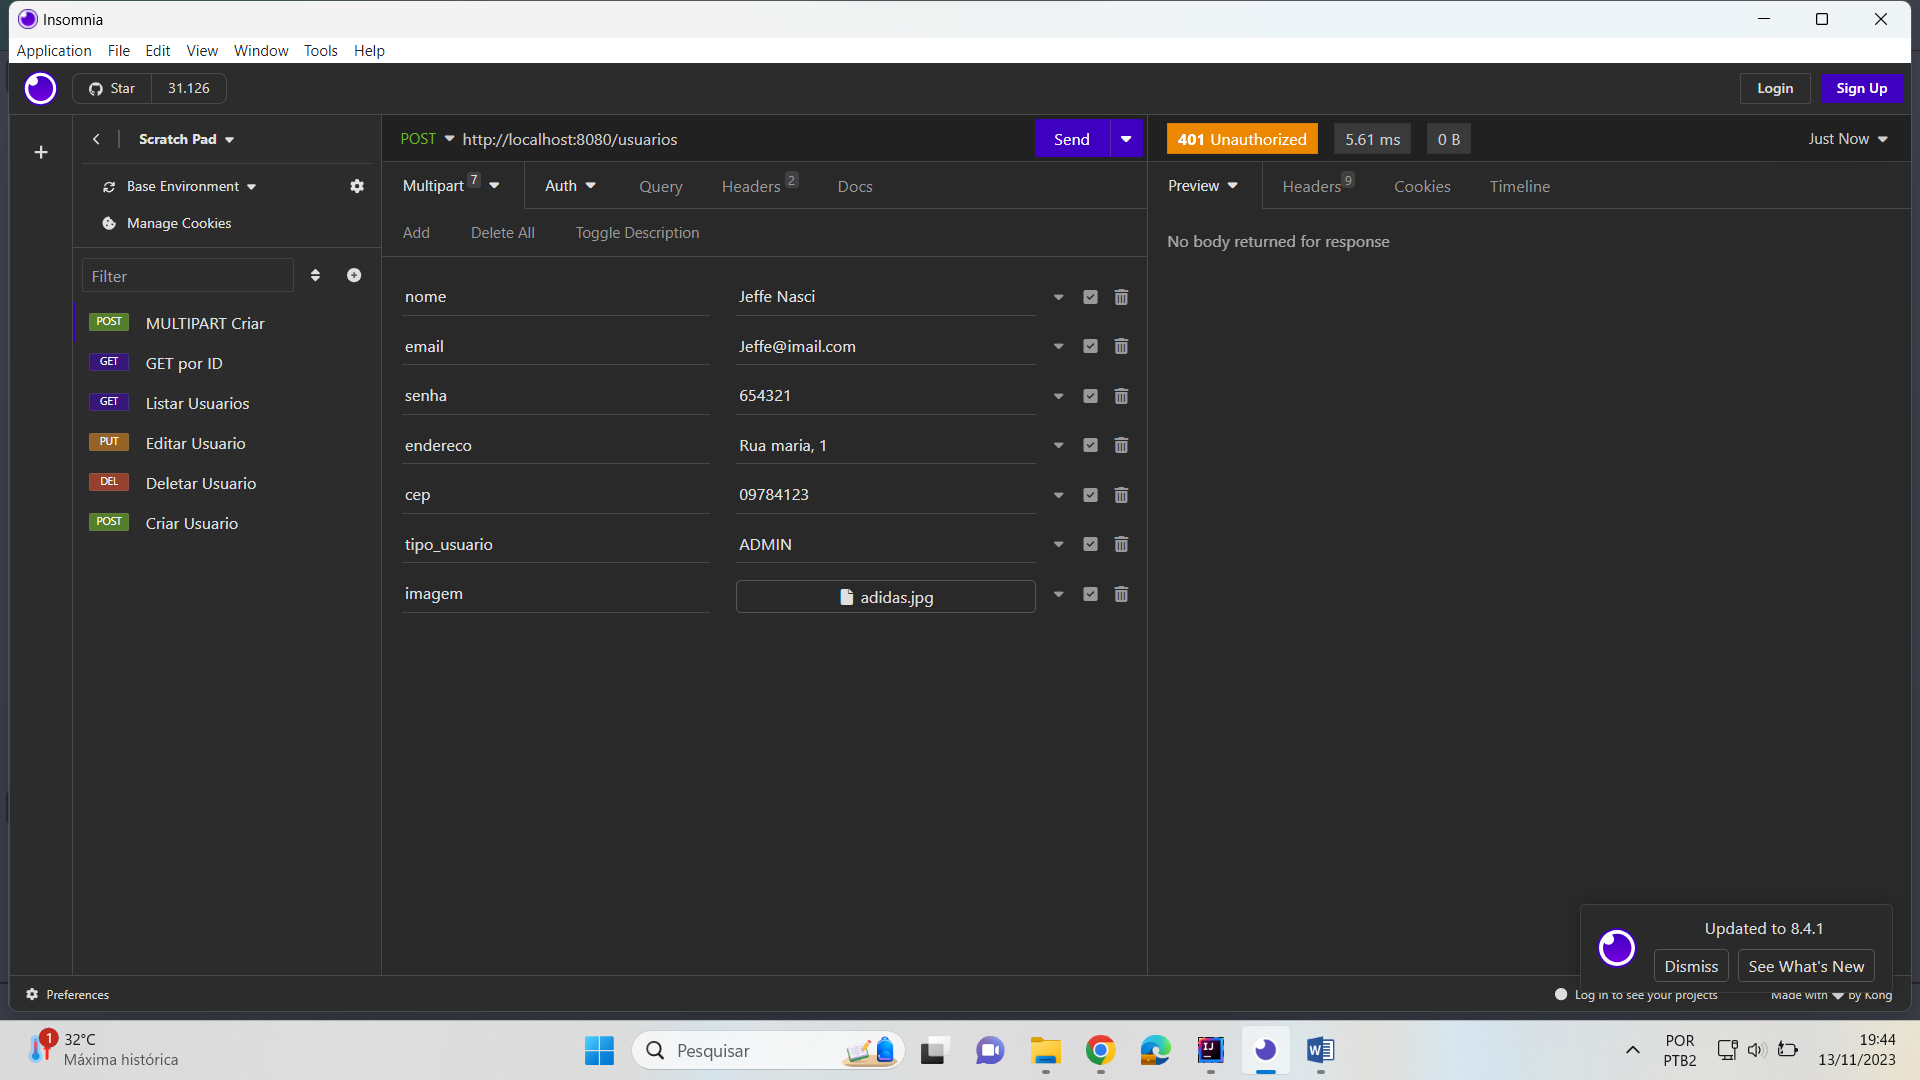 Insomnia
Application File Edit View Window Tools Help
Star 31.126
Login Sign Up
Scratch Pad
Base Environment
Manage Cookies
Filter
POST MULTIPART Criar
GET GET por ID
GET Listar Usuarios
PUT Editar Usuario
DEL Deletar Usuario
POST Criar Usuario
POST http://localhost:8080/usuarios Send
Multipart 7 Auth Query Headers 2 Docs
Add Delete All Toggle Description
nome Jeffe Nasci
email Jeffe@imail.com
senha 654321
endereco Rua maria, 1
cep 09784123
tipo_usuario ADMIN
imagem adidas.jpg
401 Unauthorized 5.61 ms 0 B Just Now
Preview Headers 9 Cookies Timeline
No body returned for response
Updated to 8.4.1
Dismiss See What's New
Preferences
Log in to see your projects Made with by Kong
1 32°C
Máxima histórica
Pesquisar
IJ
W
POR
PTB2
19:44
13/11/2023